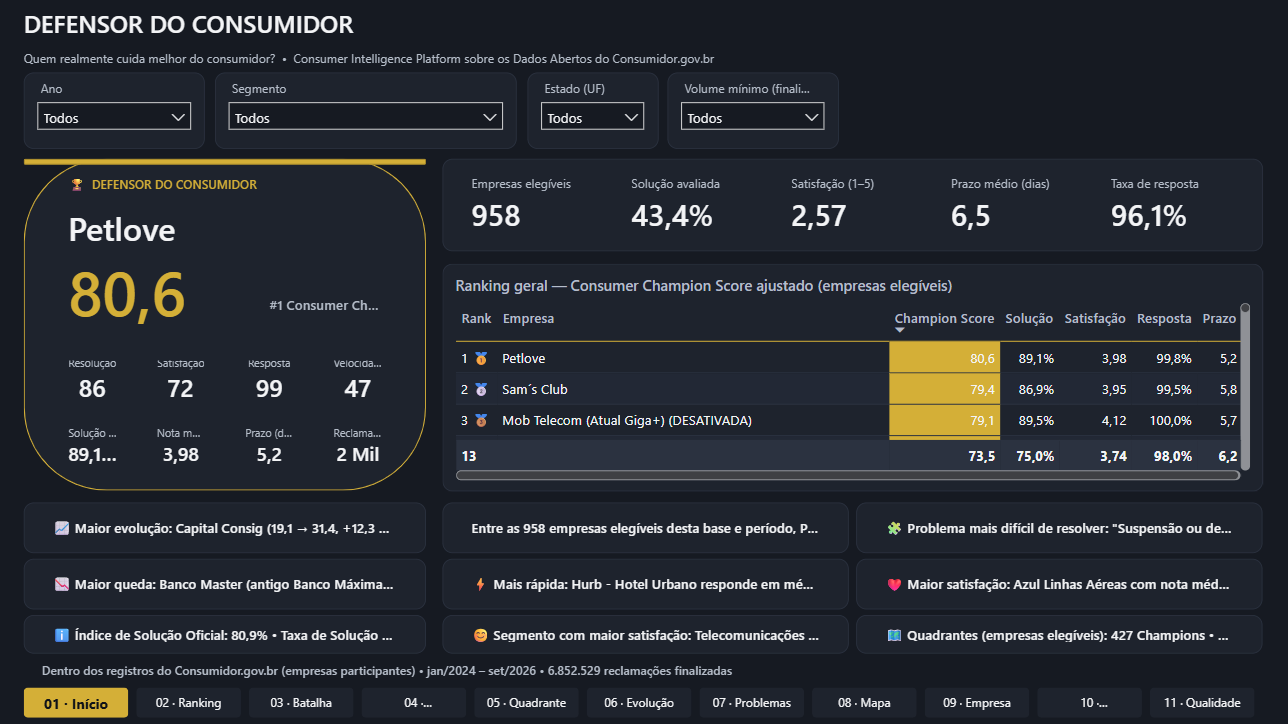 DEFENSOR DO CONSUMIDOR
Quem realmente cuida melhor do consumidor? • Consumer Intelligence Platform sobre os Dados Abertos do Consumidor.gov.br
Ano
Todos
Segmento
Todos
Estado (UF)
Todos
Volume mínimo (finali...
Todos
DEFENSOR DO CONSUMIDOR
Petlove
80,6
#1 Consumer Ch...
Resolução Satisfação Resposta Velocida...
86 72 99 47
Solução ... Nota m... Prazo (d... Reclama...
89,1... 3,98 5,2 2 Mil
Empresas elegíveis Solução avaliada Satisfação (1–5) Prazo médio (dias) Taxa de resposta
958 43,4% 2,57 6,5 96,1%
Ranking geral — Consumer Champion Score ajustado (empresas elegíveis)
Rank Empresa Champion Score Solução Satisfação Resposta Prazo
1 Petlove 80,6 89,1% 3,98 99,8% 5,2
2 Sam´s Club 79,4 86,9% 3,95 99,5% 5,8
3 Mob Telecom (Atual Giga+) (DESATIVADA) 79,1 89,5% 4,12 100,0% 5,7
13 73,5 75,0% 3,74 98,0% 6,2
Maior evolução: Capital Consig (19,1 → 31,4, +12,3 ...
Entre as 958 empresas elegíveis desta base e período, P...
Problema mais difícil de resolver: "Suspensão ou de...
Maior queda: Banco Master (antigo Banco Máxima...
Mais rápida: Hurb - Hotel Urbano responde em mé...
Maior satisfação: Azul Linhas Aéreas com nota méd...
Índice de Solução Oficial: 80,9% • Taxa de Solução ...
Segmento com maior satisfação: Telecomunicações ...
Quadrantes (empresas elegíveis): 427 Champions • ...
Dentro dos registros do Consumidor.gov.br (empresas participantes) • jan/2024 – set/2026 • 6.852.529 reclamações finalizadas
01 · Início 02 · Ranking 03 · Batalha 04 ·... 05 · Quadrante 06 · Evolução 07 · Problemas 08 · Mapa 09 · Empresa 10 ·... 11 · Qualidade